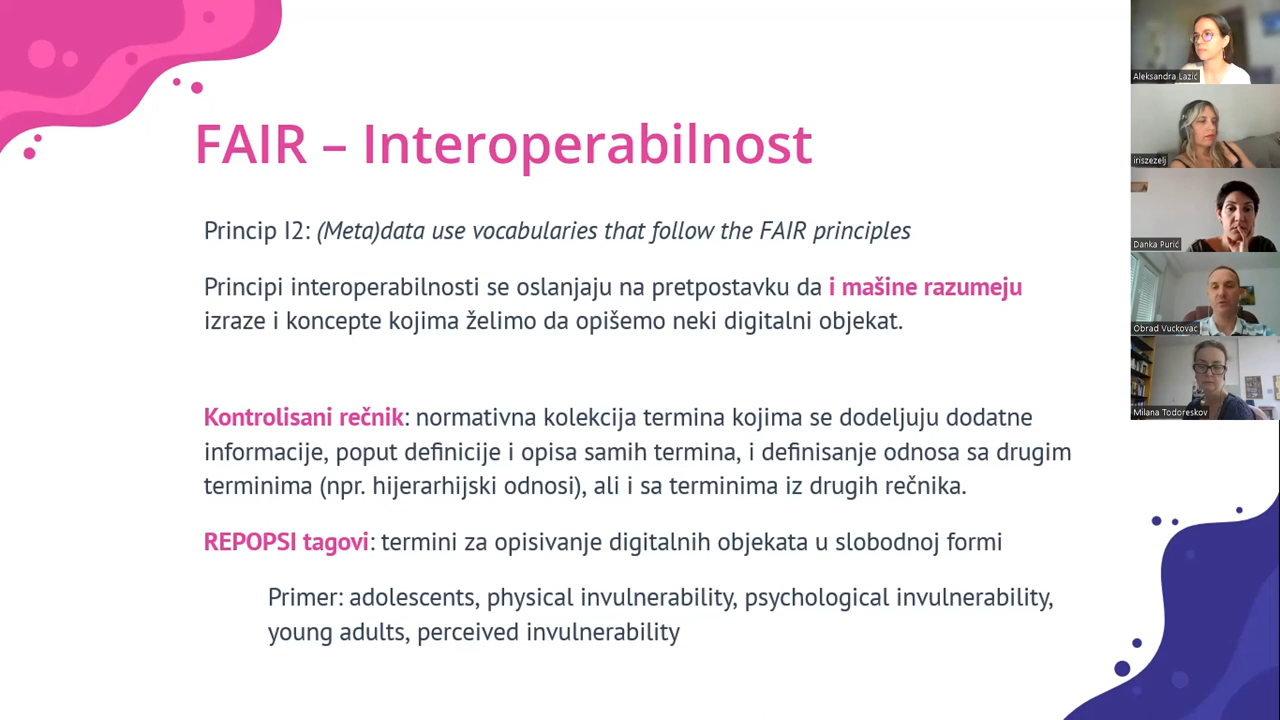 FAIR – Interoperabilnost
Princip I2: (Meta)data use vocabularies that follow the FAIR principles
Principi interoperabilnosti se oslanjaju na pretpostavku da i mašine razumeju
izraze i koncepte kojima želimo da opišemo neki digitalni objekat.
Kontrolisani rečnik: normativna kolekcija termina kojima se dodeljuju dodatne
informacije, poput definicije i opisa samih termina, i definisanje odnosa sa drugim
terminima (npr. hijerarhijski odnosi), ali i sa terminima iz drugih rečnika.
REPOPSI tagovi: termini za opisivanje digitalnih objekata u slobodnoj formi
Primer: adolescents, physical invulnerability, psychological invulnerability,
young adults, perceived invulnerability
Aleksandra Lazić
iriszezelj
Danka Purić
Obrad Vuckovac
Milana Todoreskov